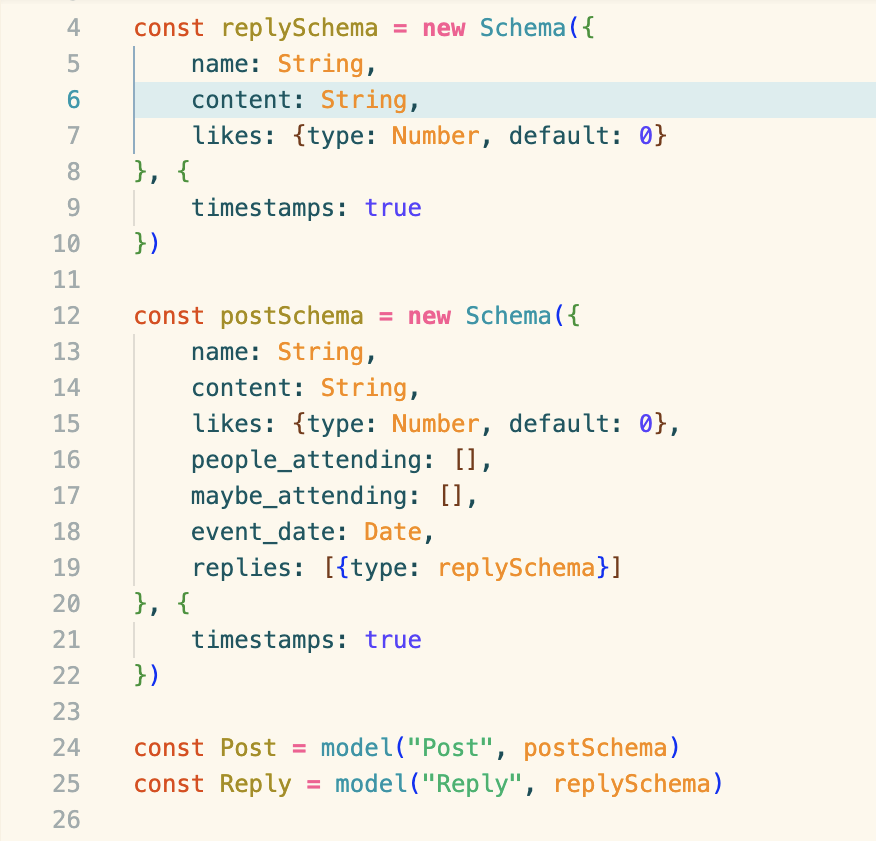 4 const replySchema = new Schema({
5 name: String,
6 content: String,
7 likes: {type: Number, default: 0}
8 }, {
9 timestamps: true
10 })
11
12 const postSchema = new Schema({
13 name: String,
14 content: String,
15 likes: {type: Number, default: 0},
16 people_attending: [],
17 maybe_attending: [],
18 event_date: Date,
19 replies: [{type: replySchema}]
20 }, {
21 timestamps: true
22 })
23
24 const Post = model("Post", postSchema)
25 const Reply = model("Reply", replySchema)
26